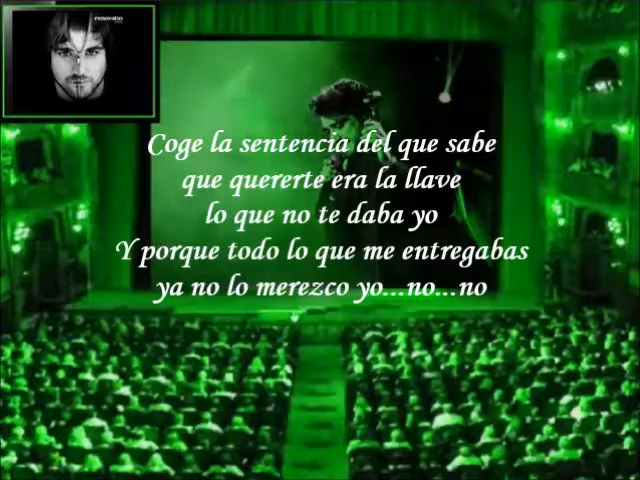 renovatio
Coge la sentencia del que sabe
que quererte era la llave
lo que no te daba yo
Y porque todo lo que me entregabas
ya no lo merezco yo...no...no